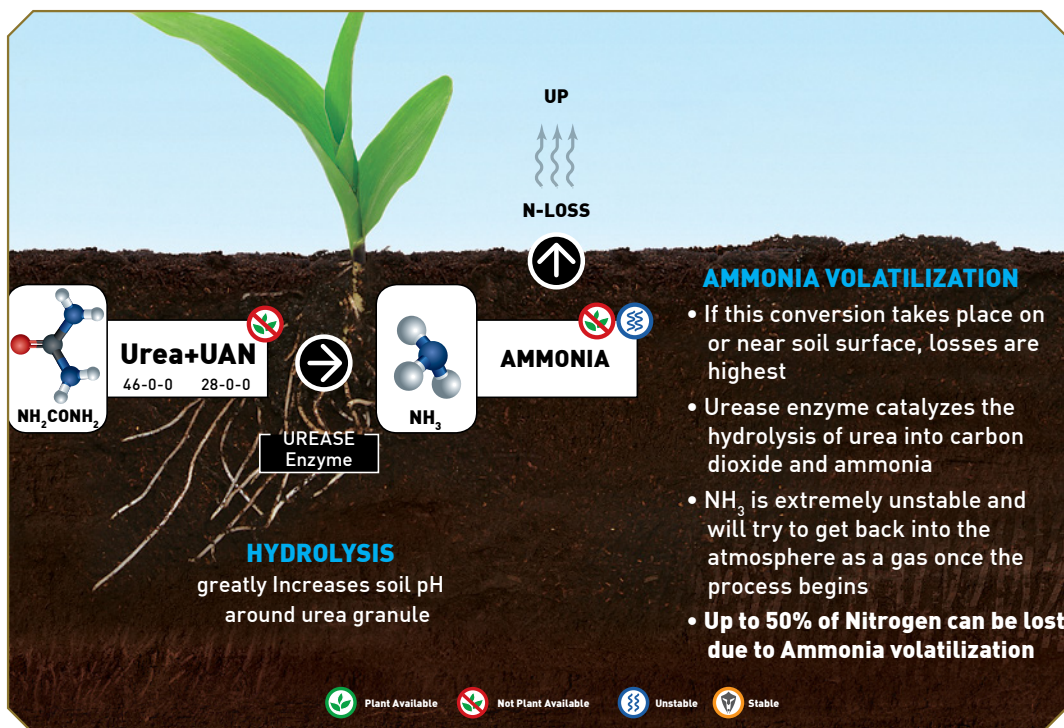 UP
N-LOSS
Urea+UAN
46-0-0 28-0-0
NH₂CONH₂
UREASE
Enzyme
AMMONIA
NH₃
HYDROLYSIS
greatly Increases soil pH
around urea granule
AMMONIA VOLATILIZATION
• If this conversion takes place on
or near soil surface, losses are
highest
• Urease enzyme catalyzes the
hydrolysis of urea into carbon
dioxide and ammonia
• NH₃ is extremely unstable and
will try to get back into the
atmosphere as a gas once the
process begins
• Up to 50% of Nitrogen can be lost
due to Ammonia volatilization
Plant Available
Not Plant Available
Unstable
Stable